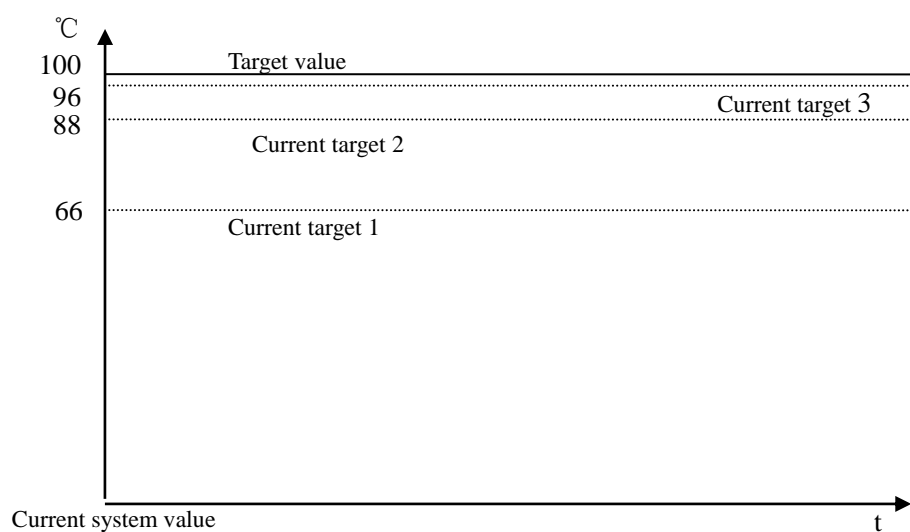 ℃
100
Target value
96
Current target 3
88
Current target 2
66
Current target 1
Current system value
t